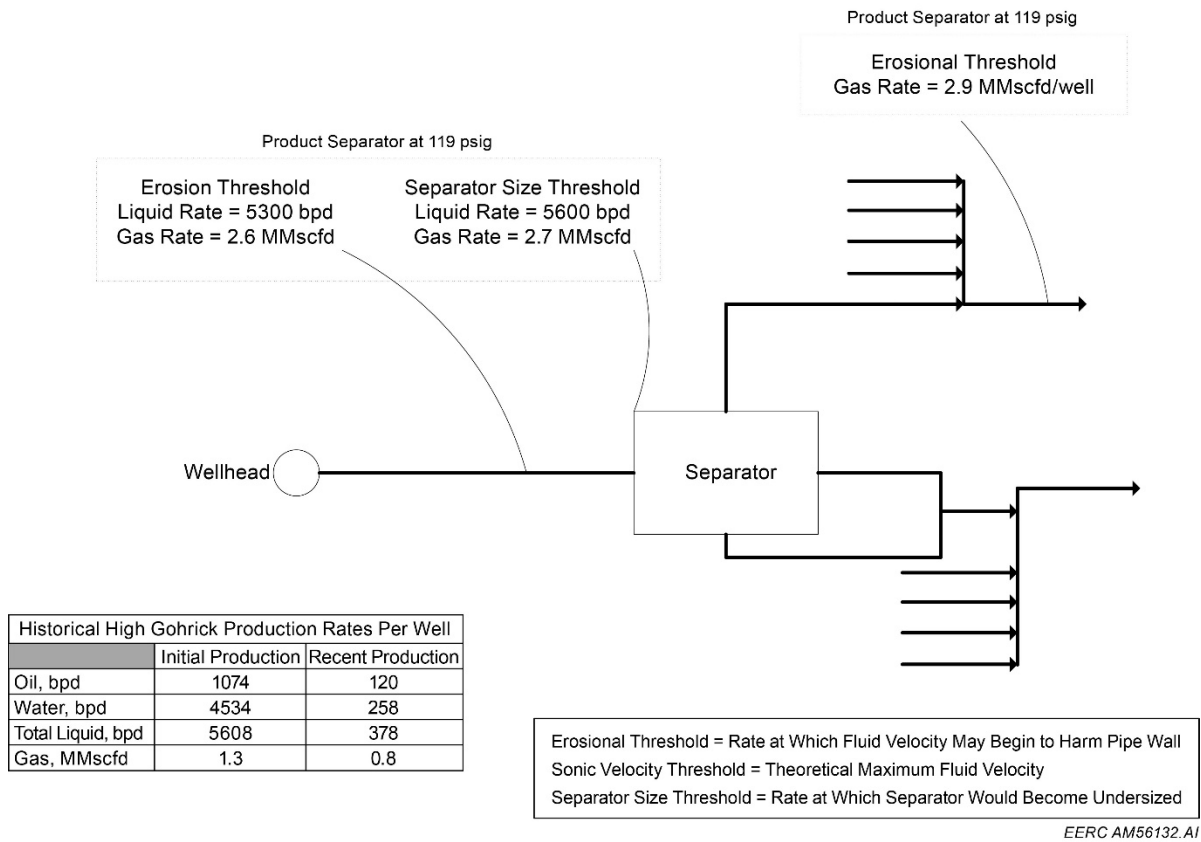 Product Separator at 119 psig
Erosional Threshold
Gas Rate = 2.9 MMscfd/well
Product Separator at 119 psig
Erosion Threshold
Liquid Rate = 5300 bpd
Gas Rate = 2.6 MMscfd
Separator Size Threshold
Liquid Rate = 5600 bpd
Gas Rate = 2.7 MMscfd
Wellhead
Separator
Historical High Gohrick Production Rates Per Well
Initial Production Recent Production
Oil, bpd 1074 120
Water, bpd 4534 258
Total Liquid, bpd 5608 378
Gas, MMscfd 1.3 0.8
Erosional Threshold = Rate at Which Fluid Velocity May Begin to Harm Pipe Wall
Sonic Velocity Threshold = Theoretical Maximum Fluid Velocity
Separator Size Threshold = Rate at Which Separator Would Become Undersized
EERC AM56132.AI